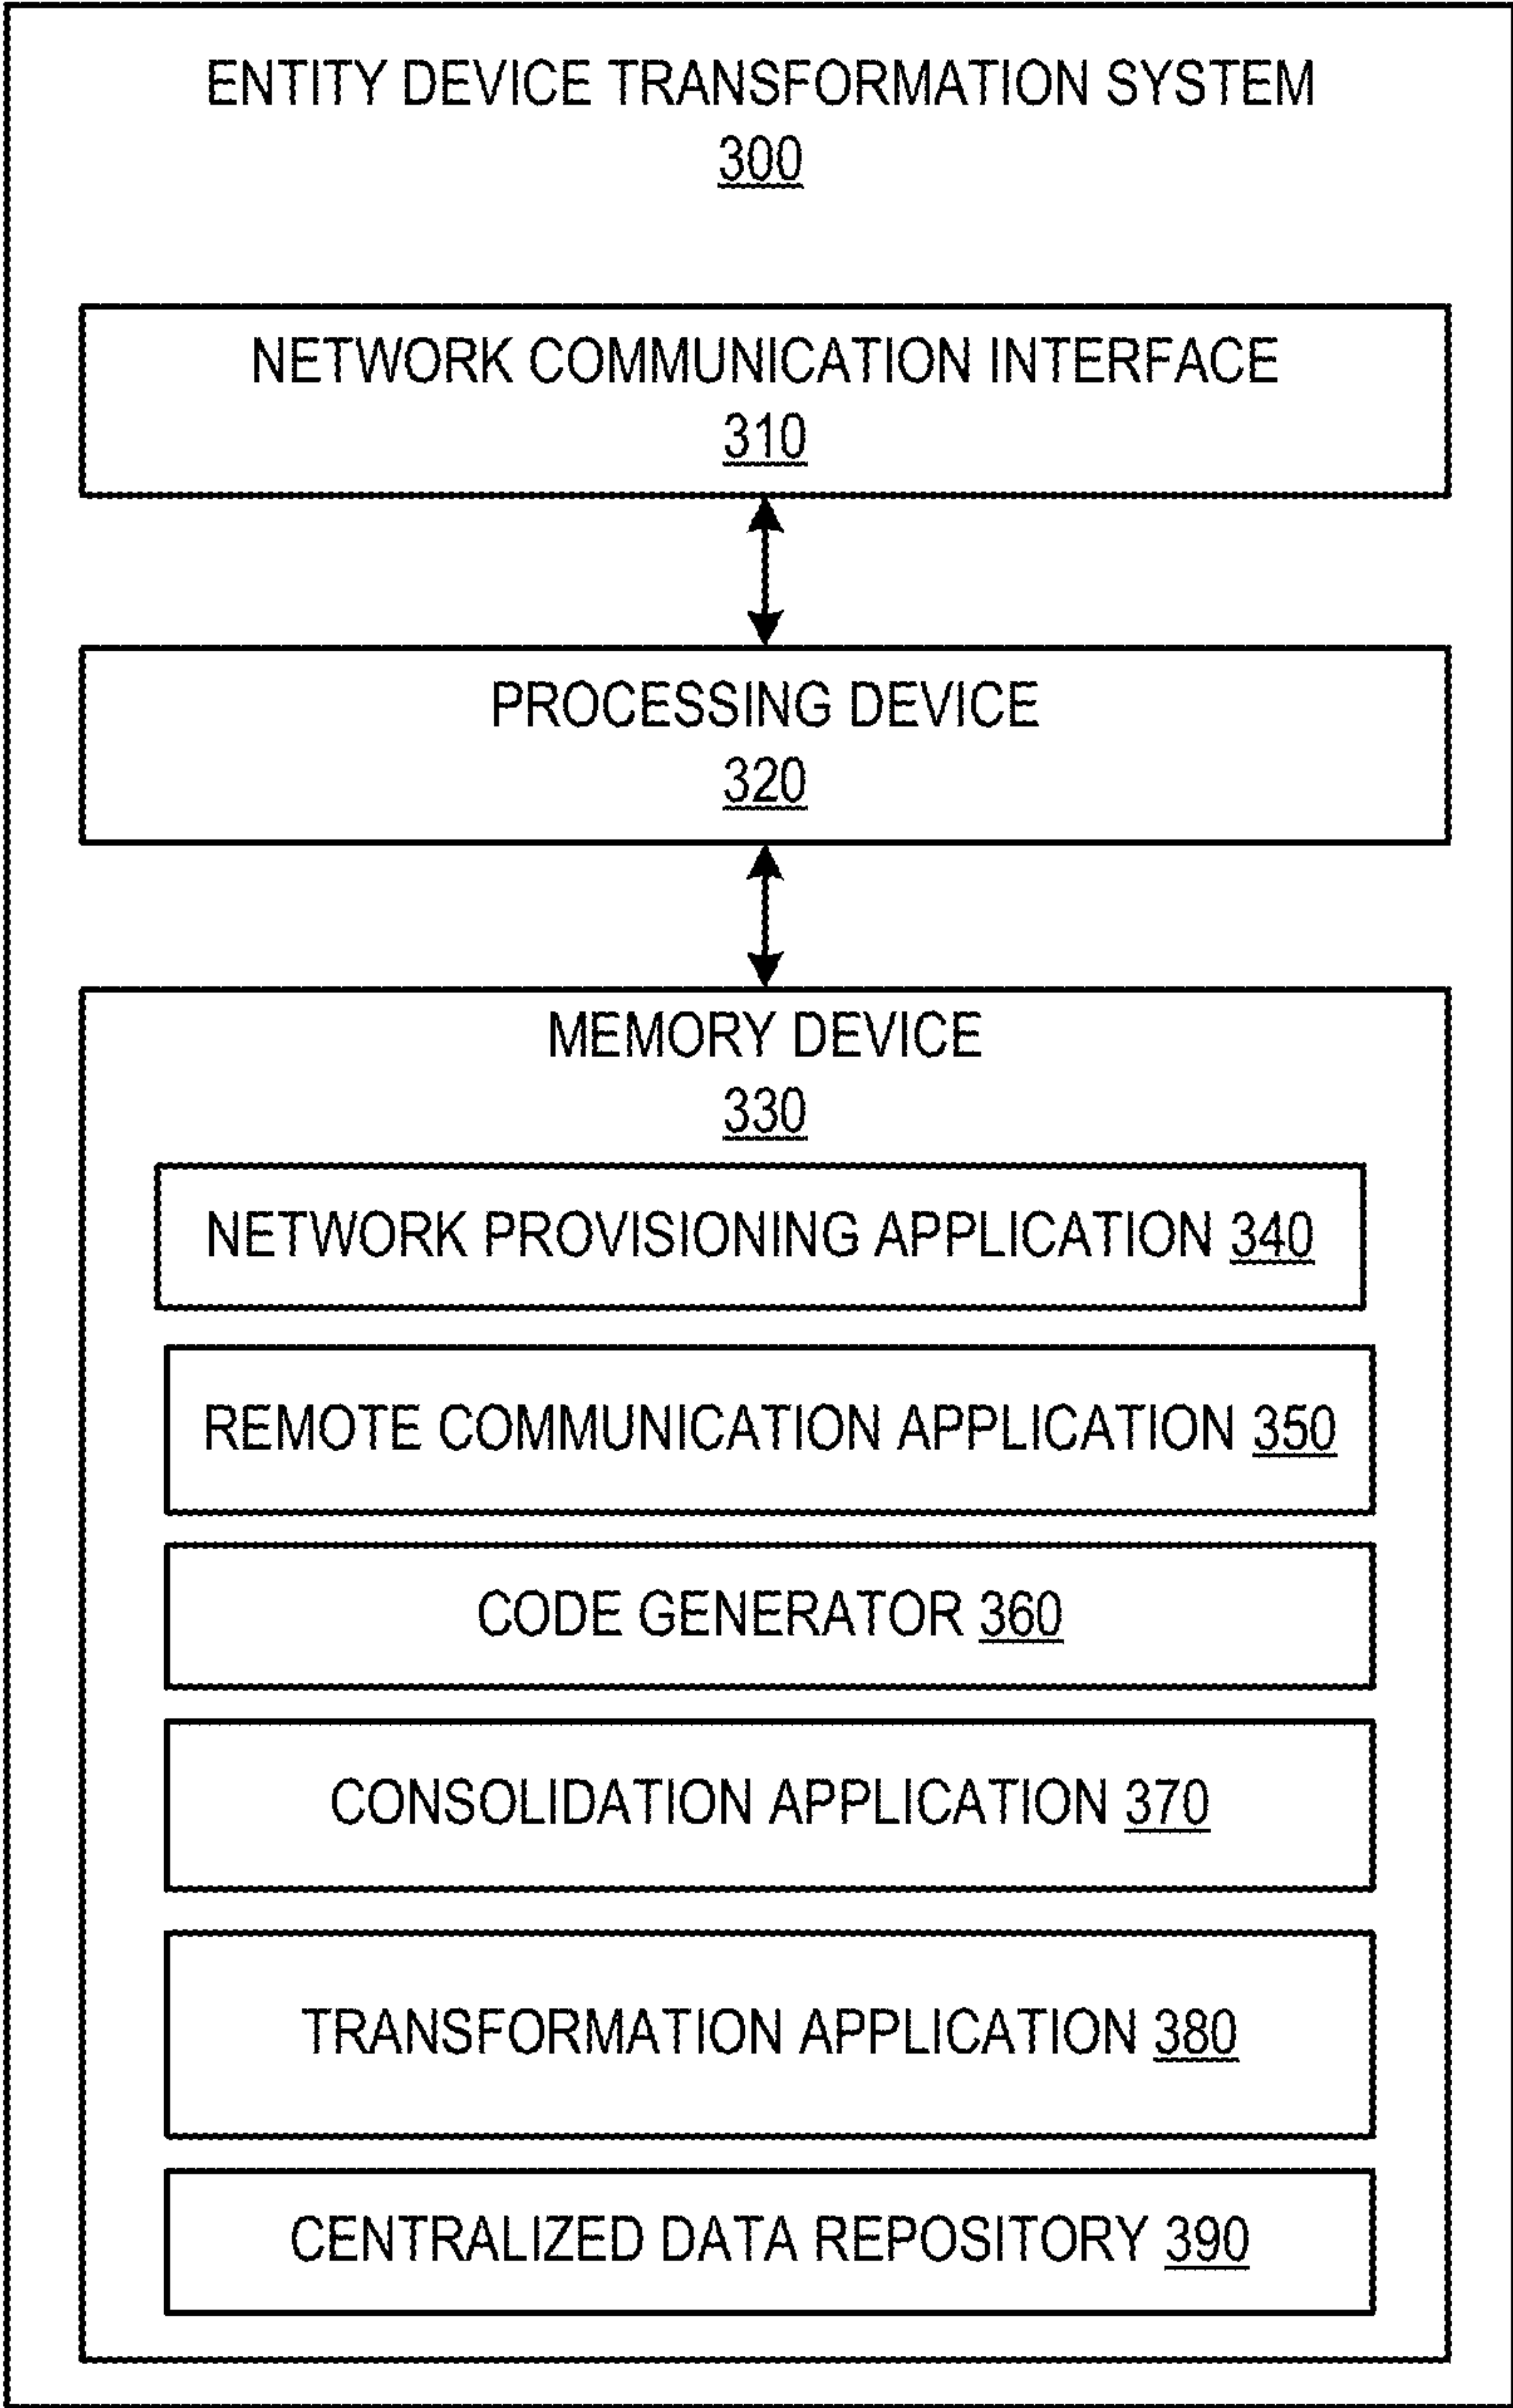 ENTITY DEVICE TRANSFORMATION SYSTEM
300
NETWORK COMMUNICATION INTERFACE
310
PROCESSING DEVICE
320
MEMORY DEVICE
330
NETWORK PROVISIONING APPLICATION 340
REMOTE COMMUNICATION APPLICATION 350
CODE GENERATOR 360
CONSOLIDATION APPLICATION 370
TRANSFORMATION APPLICATION 380
CENTRALIZED DATA REPOSITORY 390